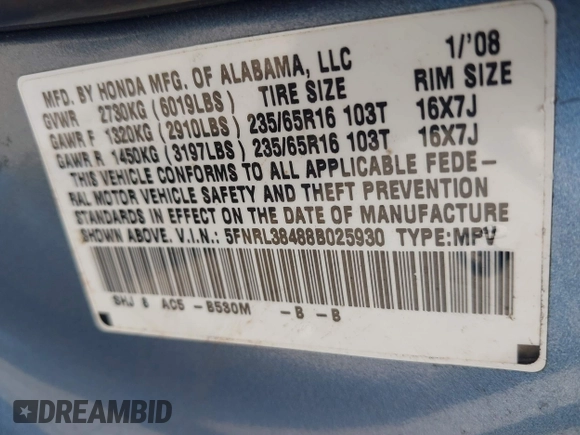 MFD. BY HONDA MFG. OF ALABAMA, LLC 1/'08
GVWR 2730KG (6019LBS) TIRE SIZE RIM SIZE
GAWR F 1320KG (2910LBS) 235/65R16 103T 16X7J
GAWR R 1450KG (3197LBS) 235/65R16 103T 16X7J
THIS VEHICLE CONFORMS TO ALL APPLICABLE FEDE-
RAL MOTOR VEHICLE SAFETY AND THEFT PREVENTION
STANDARDS IN EFFECT ON THE DATE OF MANUFACTURE
SHOWN ABOVE. V.I.N.: 5FNRL38488B025930 TYPE:MPV
SHJ 8 AC5 - B530M - B - B
DREAMBID